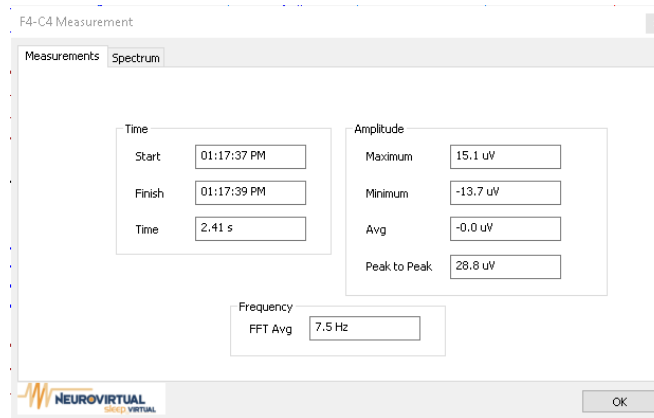 F4-C4 Measurement
Measurements Spectrum
Time
Start 01:17:37 PM
Finish 01:17:39 PM
Time 2.41 s
Amplitude
Maximum 15.1 uV
Minimum -13.7 uV
Avg -0.0 uV
Peak to Peak 28.8 uV
Frequency
FFT Avg 7.5 Hz
NEUROVIRTUAL
sleep VIRTUAL
OK